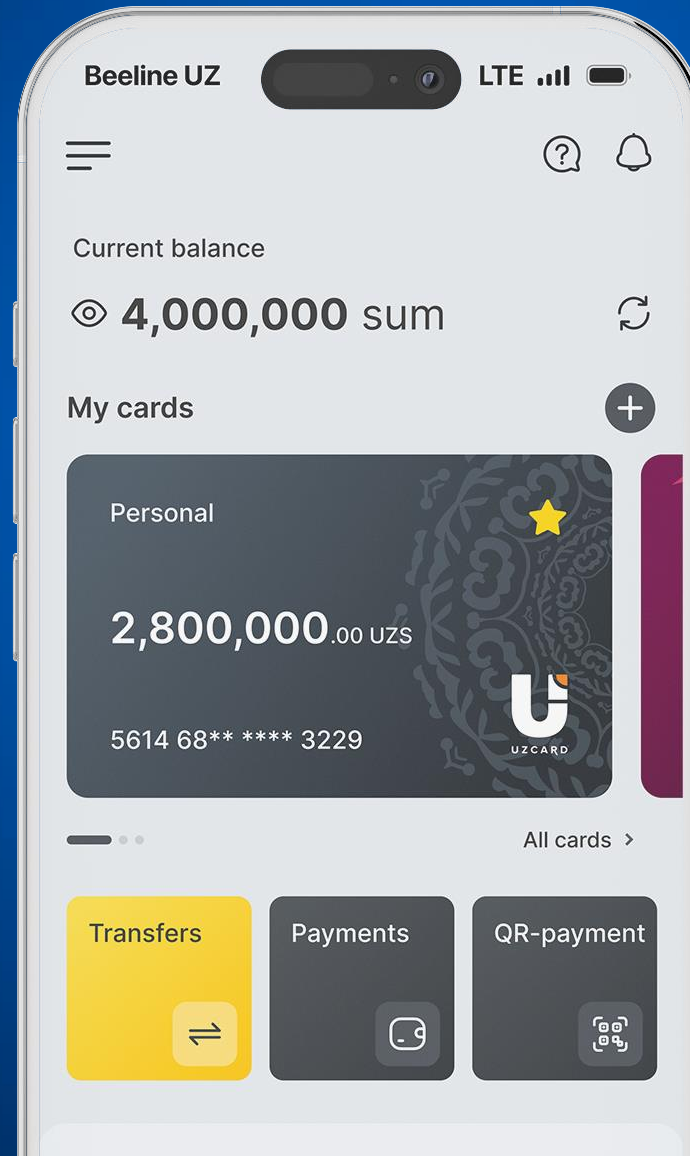 Beeline UZ LTE
Current balance
4,000,000 sum
My cards
Personal
2,800,000.00 UZS
5614 68** **** 3229
UZCARD
All cards
Transfers
Payments
QR-payment